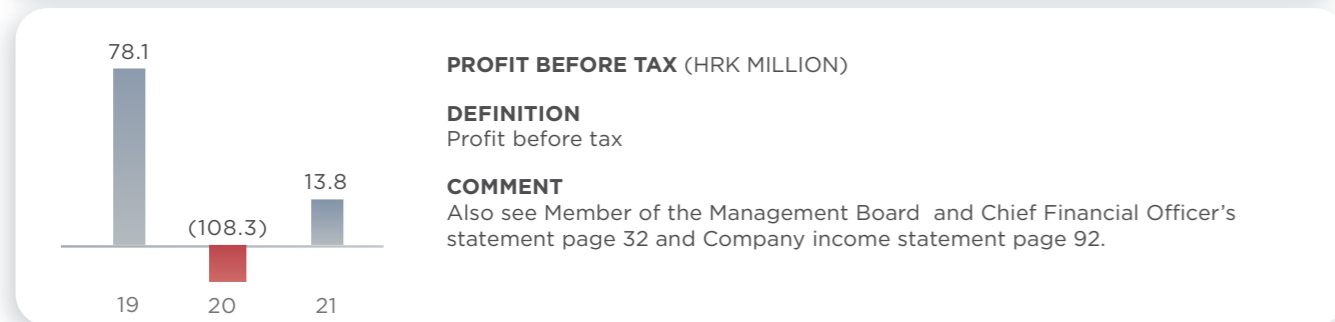 78.1
(108.3)
13.8
19
20
21
PROFIT BEFORE TAX (HRK MILLION)
DEFINITION
Profit before tax
COMMENT
Also see Member of the Management Board and Chief Financial Officer's
statement page 32 and Company income statement page 92.